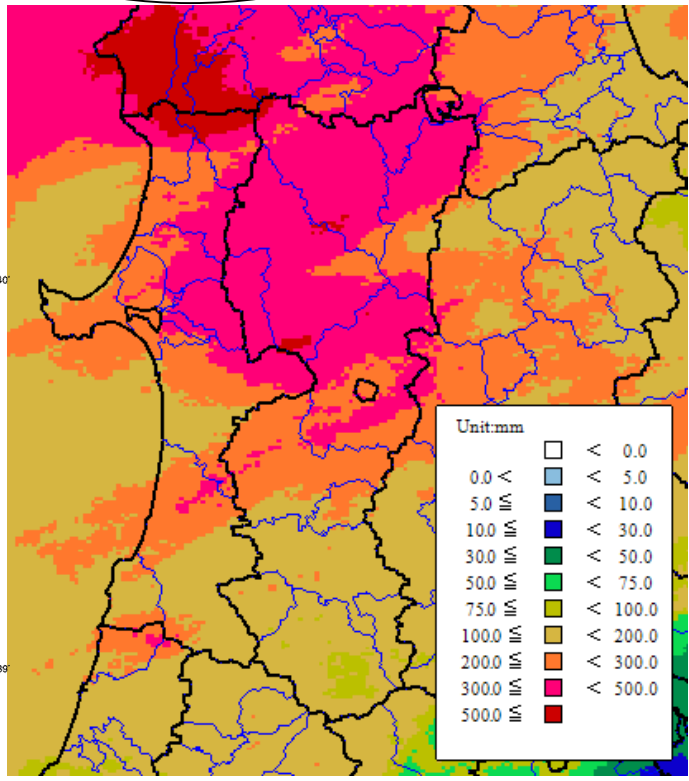 40°
39°
Unit:mm
< 0.0
0.0 < < 5.0
5.0 ≦ < 10.0
10.0 ≦ < 30.0
30.0 ≦ < 50.0
50.0 ≦ < 75.0
75.0 ≦ < 100.0
100.0 ≦ < 200.0
200.0 ≦ < 300.0
300.0 ≦ < 500.0
500.0 ≦